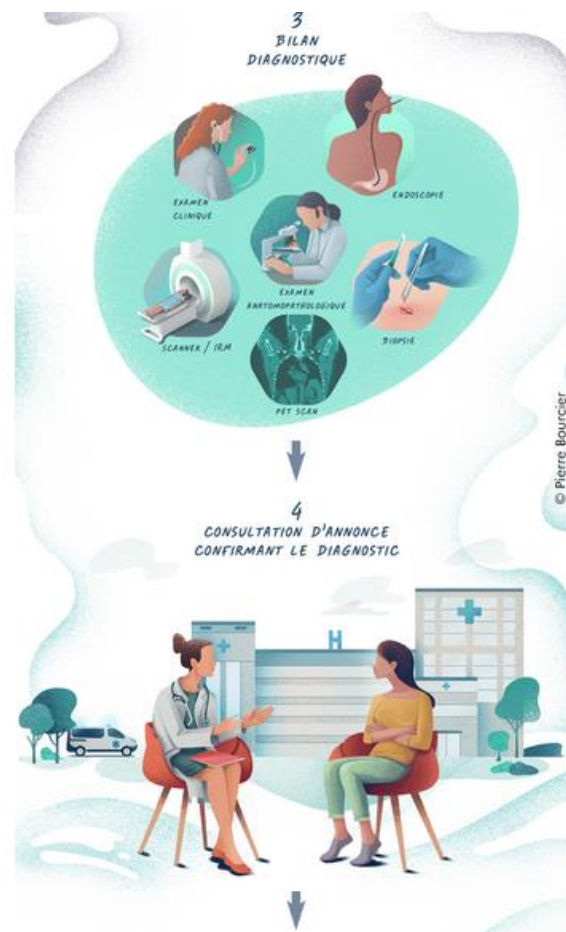 3
BILAN
DIAGNOSTIQUE
EXAMEN
CLINIQUE
ENDOSCOPIE
EXAMEN
ANATOMOPATHOLOGIQUE
SCANNER / IRM
BIOPSIE
PET SCAN
© Pierre Bourcier
4
CONSULTATION D'ANNONCE
CONFIRMANT LE DIAGNOSTIC
H